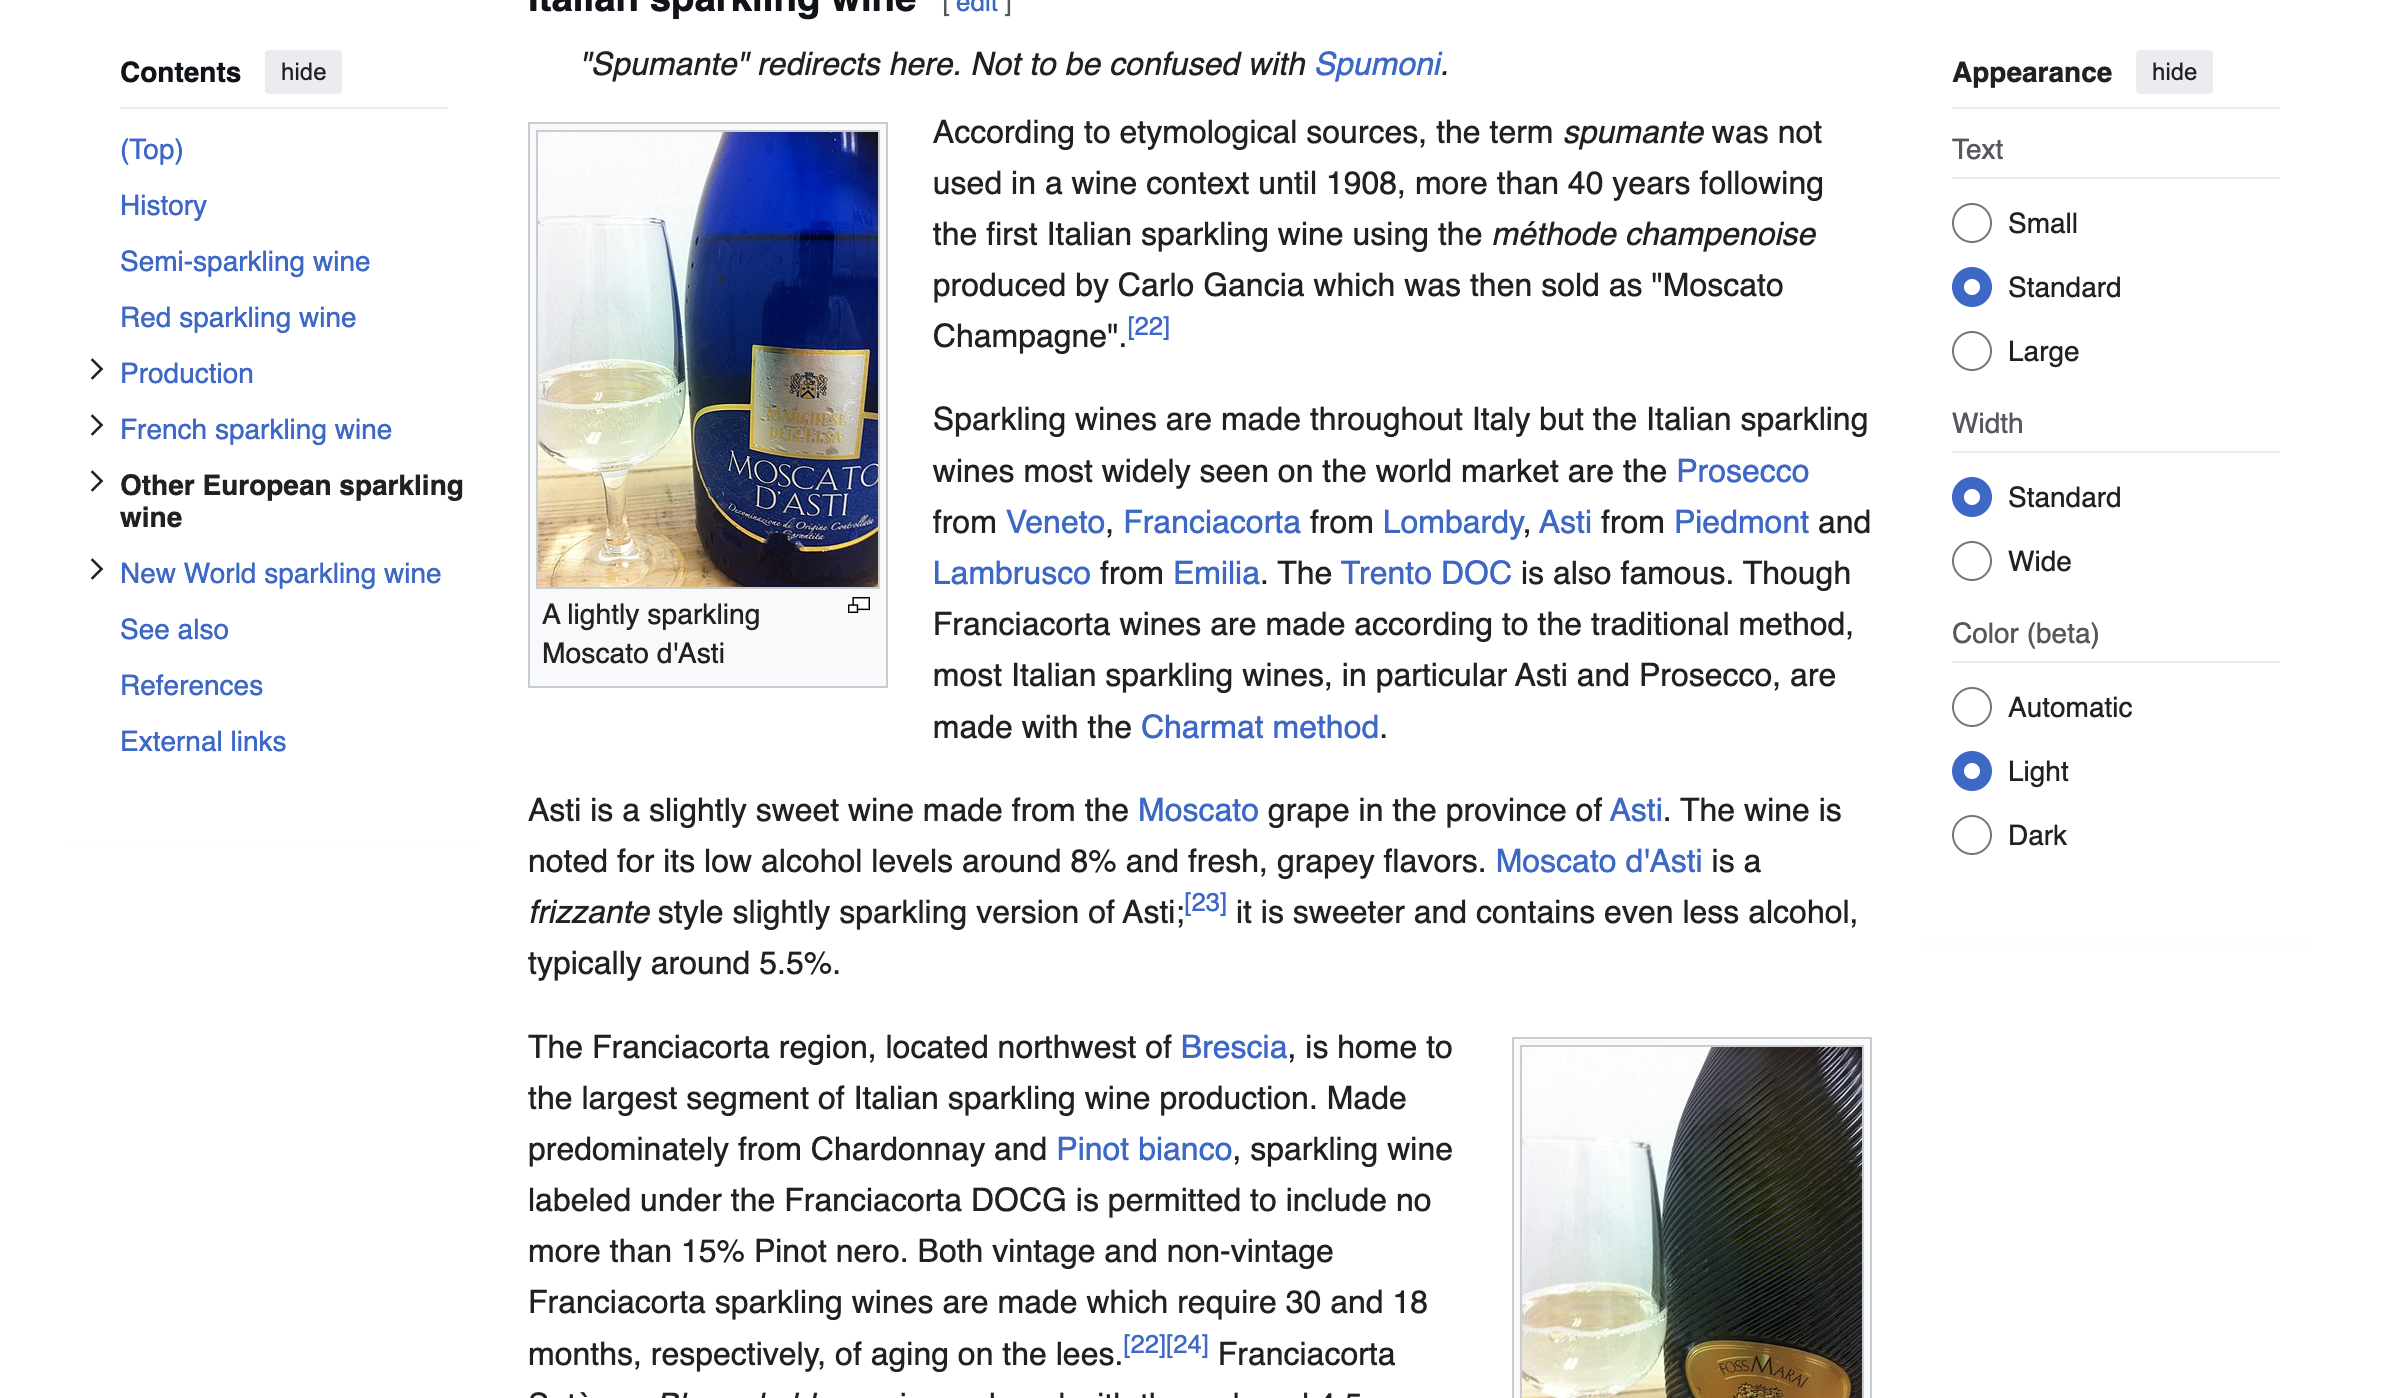 Italian sparkling wine [ edit ]
Contents hide
(Top)
History
Semi-sparkling wine
Red sparkling wine
Production
French sparkling wine
Other European sparkling
wine
New World sparkling wine
See also
References
External links
"Spumante" redirects here. Not to be confused with Spumoni.
MARCHESE
DELL'ELSA
MOSCATO
D'ASTI
Denominazione di Origine Controllata
e Garantita
A lightly sparkling
Moscato d'Asti
According to etymological sources, the term spumante was not
used in a wine context until 1908, more than 40 years following
the first Italian sparkling wine using the méthode champenoise
produced by Carlo Gancia which was then sold as "Moscato
Champagne".[22]
Sparkling wines are made throughout Italy but the Italian sparkling
wines most widely seen on the world market are the Prosecco
from Veneto, Franciacorta from Lombardy, Asti from Piedmont and
Lambrusco from Emilia. The Trento DOC is also famous. Though
Franciacorta wines are made according to the traditional method,
most Italian sparkling wines, in particular Asti and Prosecco, are
made with the Charmat method.
Asti is a slightly sweet wine made from the Moscato grape in the province of Asti. The wine is
noted for its low alcohol levels around 8% and fresh, grapey flavors. Moscato d'Asti is a
frizzante style slightly sparkling version of Asti;[23] it is sweeter and contains even less alcohol,
typically around 5.5%.
The Franciacorta region, located northwest of Brescia, is home to
the largest segment of Italian sparkling wine production. Made
predominately from Chardonnay and Pinot bianco, sparkling wine
labeled under the Franciacorta DOCG is permitted to include no
more than 15% Pinot nero. Both vintage and non-vintage
Franciacorta sparkling wines are made which require 30 and 18
months, respectively, of aging on the lees.[22][24] Franciacorta
FOSS MARAI
Appearance hide
Text
Small
Standard
Large
Width
Standard
Wide
Color (beta)
Automatic
Light
Dark